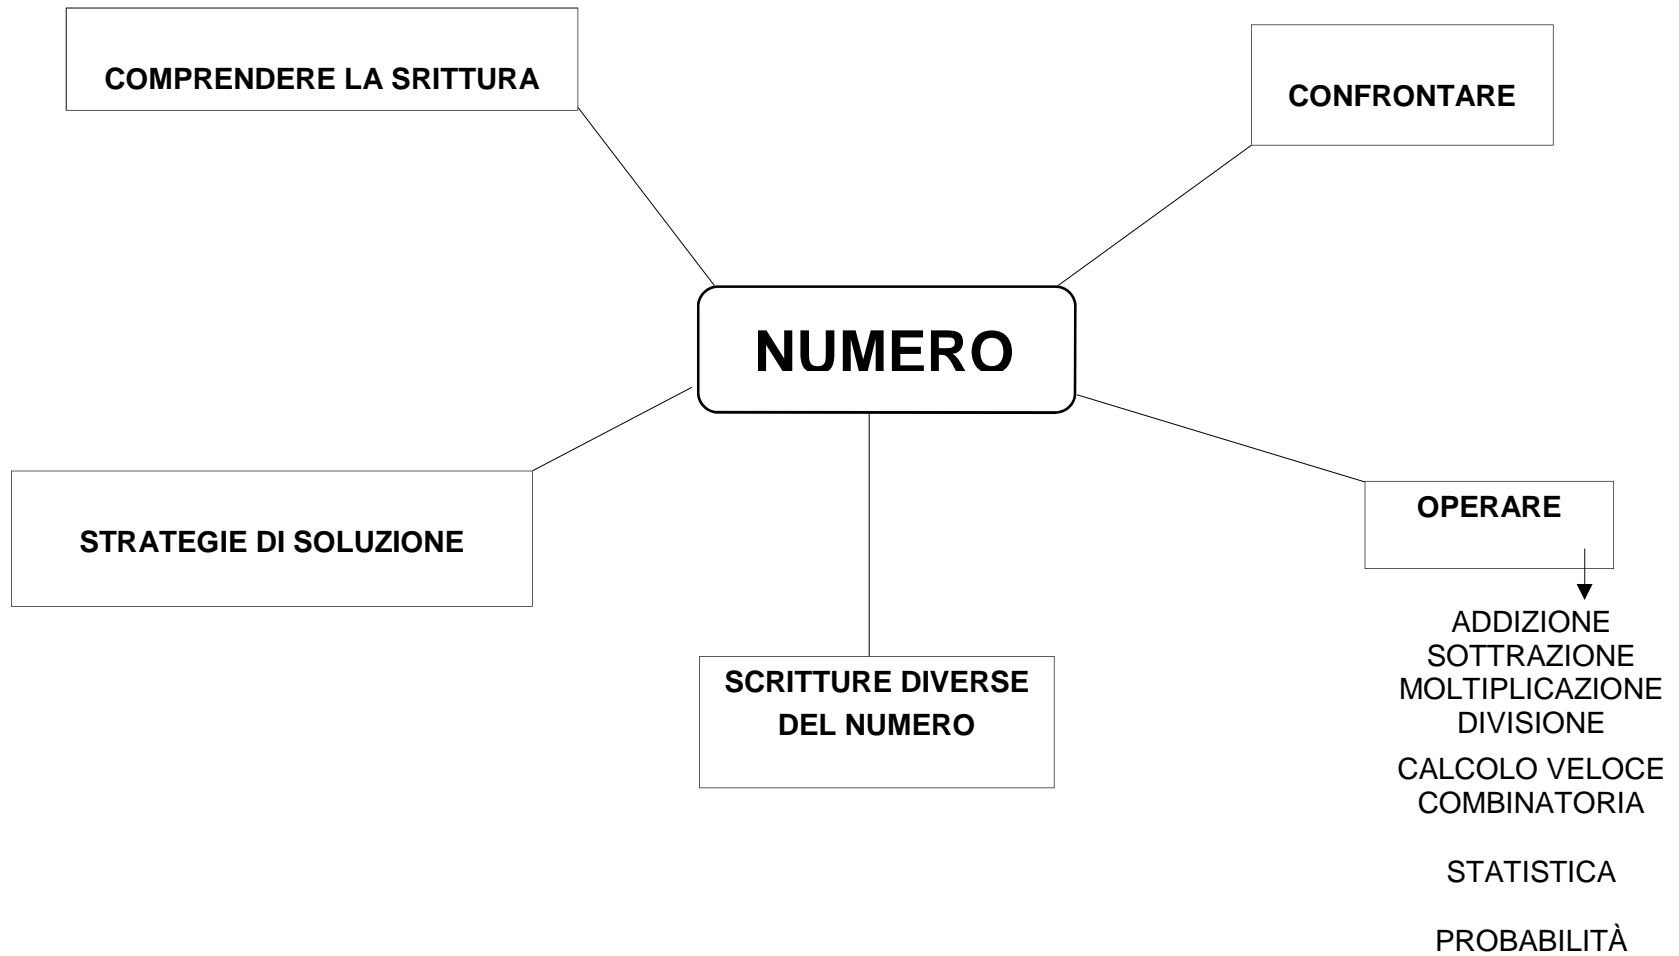 COMPRENDERE LA SRITTURA
CONFRONTARE
NUMERO
STRATEGIE DI SOLUZIONE
OPERARE
SCRITTURE DIVERSE
DEL NUMERO
ADDIZIONE
SOTTRAZIONE
MOLTIPLICAZIONE
DIVISIONE
CALCOLO VELOCE
COMBINATORIA
STATISTICA
PROBABILITÀ